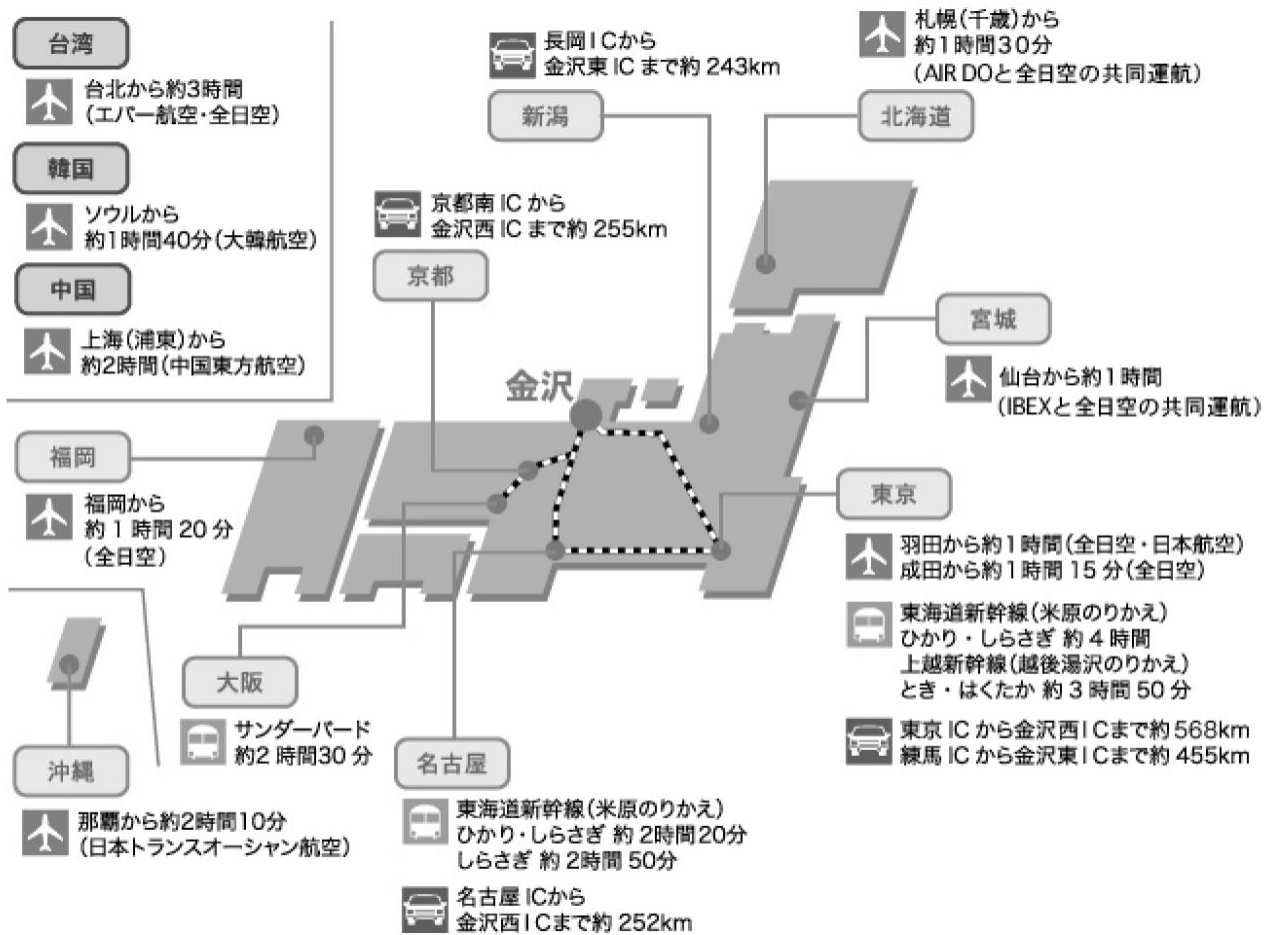 台湾
台北から約3時間
(エバー航空・全日空)
韓国
ソウルから
約1時間40分(大韓航空)
中国
上海(浦東)から
約2時間(中国東方航空)
長岡ICから
金沢東ICまで約243km
新潟
札幌(千歳)から
約1時間30分
(AIR DOと全日空の共同運航)
北海道
京都南ICから
金沢西ICまで約255km
京都
宮城
仙台から約1時間
(IBEXと全日空の共同運航)
金沢
福岡
福岡から
約1時間20分
(全日空)
東京
羽田から約1時間(全日空・日本航空)
成田から約1時間15分(全日空)
東海道新幹線(米原のりかえ)
ひかり・しらさぎ 約4時間
上越新幹線(越後湯沢のりかえ)
とき・はくたか 約3時間50分
東京ICから金沢西ICまで約568km
練馬ICから金沢東ICまで約455km
大阪
サンダーバード
約2時間30分
沖縄
那覇から約2時間10分
(日本トランスオーシャン航空)
名古屋
東海道新幹線(米原のりかえ)
ひかり・しらさぎ 約2時間20分
しらさぎ 約2時間50分
名古屋ICから
金沢西ICまで約252km